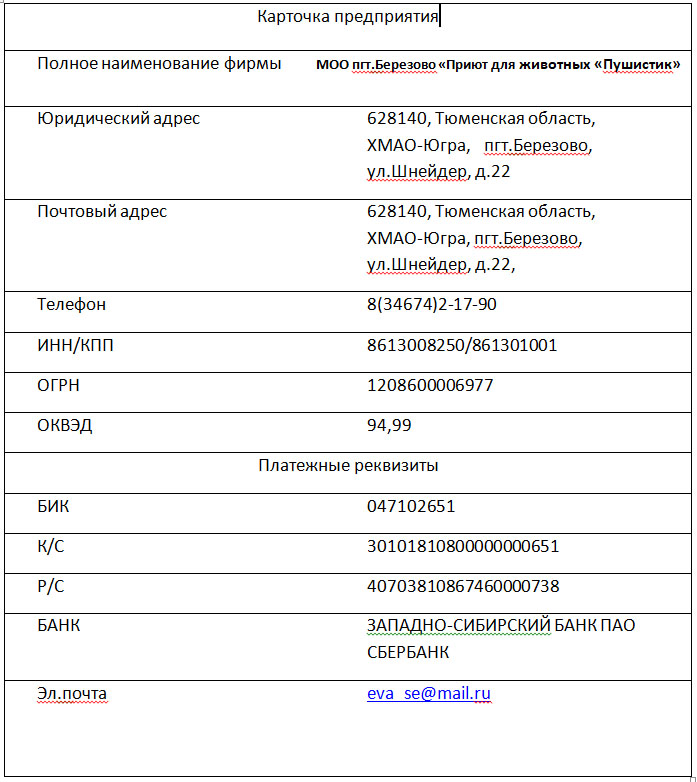 Карточка предприятия
Полное наименование фирмы МОО пгт.Березово «Приют для животных «Пушистик»
Юридический адрес 628140, Тюменская область,
ХМАО-Югра, пгт.Березово,
ул.Шнейдер, д.22
Почтовый адрес 628140, Тюменская область,
ХМАО-Югра, пгт.Березово,
ул.Шнейдер, д.22,
Телефон 8(34674)2-17-90
ИНН/КПП 8613008250/861301001
ОГРН 1208600006977
ОКВЭД 94,99
Платежные реквизиты
БИК 047102651
К/С 30101810800000000651
Р/С 40703810867460000738
БАНК ЗАПАДНО-СИБИРСКИЙ БАНК ПАО
СБЕРБАНК
Эл.почта eva_se@mail.ru